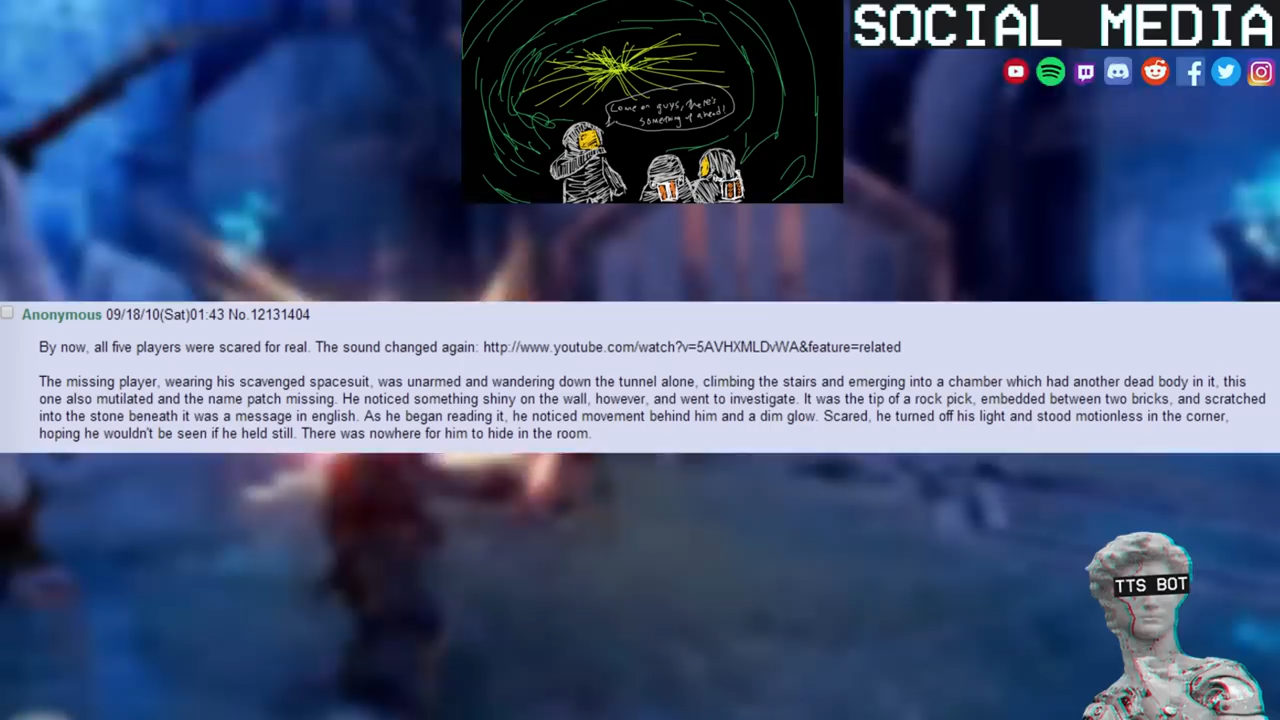 SOCIAL MEDIA
Come on guys, there's
something up ahead!
Anonymous 09/18/10(Sat)01:43 No.12131404
By now, all five players were scared for real. The sound changed again: http://www.youtube.com/watch?v=5AVHXMLDvWA&feature=related
The missing player, wearing his scavenged spacesuit, was unarmed and wandering down the tunnel alone, climbing the stairs and emerging into a chamber which had another dead body in it, this
one also mutilated and the name patch missing. He noticed something shiny on the wall, however, and went to investigate. It was the tip of a rock pick, embedded between two bricks, and scratched
into the stone beneath it was a message in english. As he began reading it, he noticed movement behind him and a dim glow. Scared, he turned off his light and stood motionless in the corner,
hoping he wouldn't be seen if he held still. There was nowhere for him to hide in the room.
TTS BOT